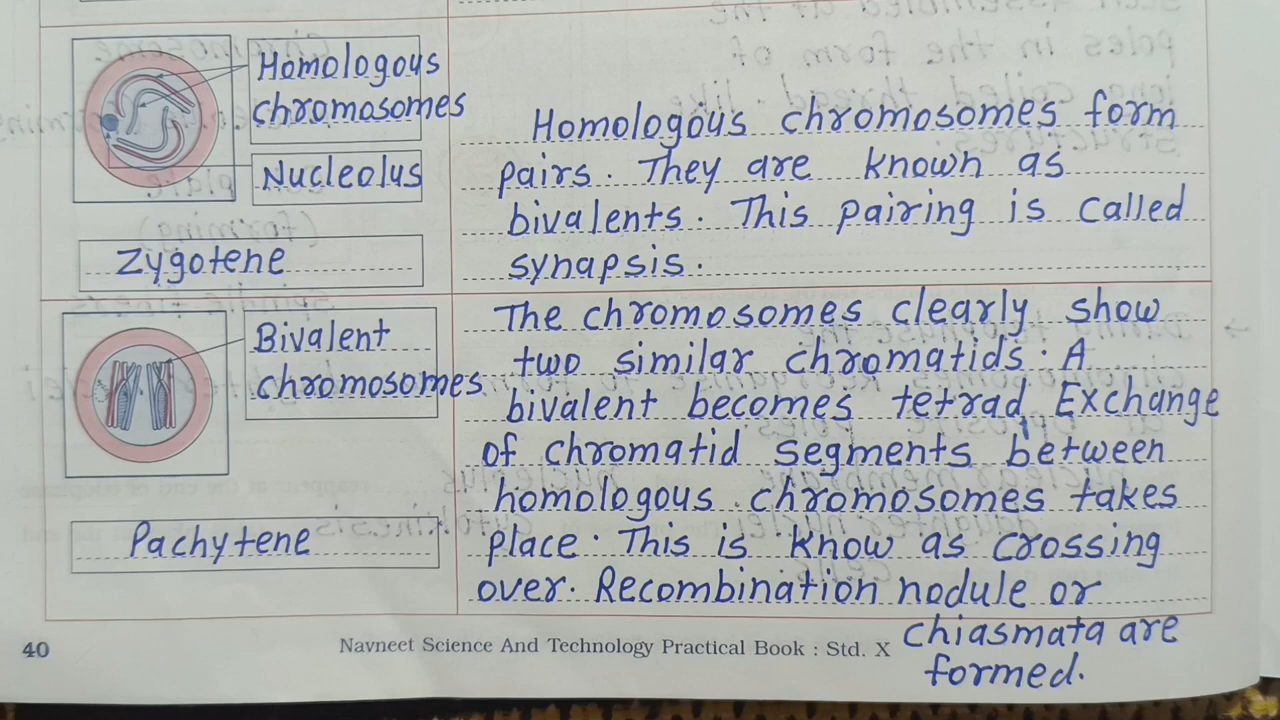 Homologous
chromosomes
Nucleolus
Zygotene
Homologous chromosomes form
pairs. They are known as
bivalents. This pairing is called
synapsis.
Bivalent
chromosomes
Pachytene
The chromosomes clearly show
two similar chromatids. A
bivalent becomes tetrad, Exchange
of chromatid segments between
homologous chromosomes takes
place. This is know as crossing
over. Recombination nodule or
chiasmata are
formed.
40
Navneet Science And Technology Practical Book : Std. X